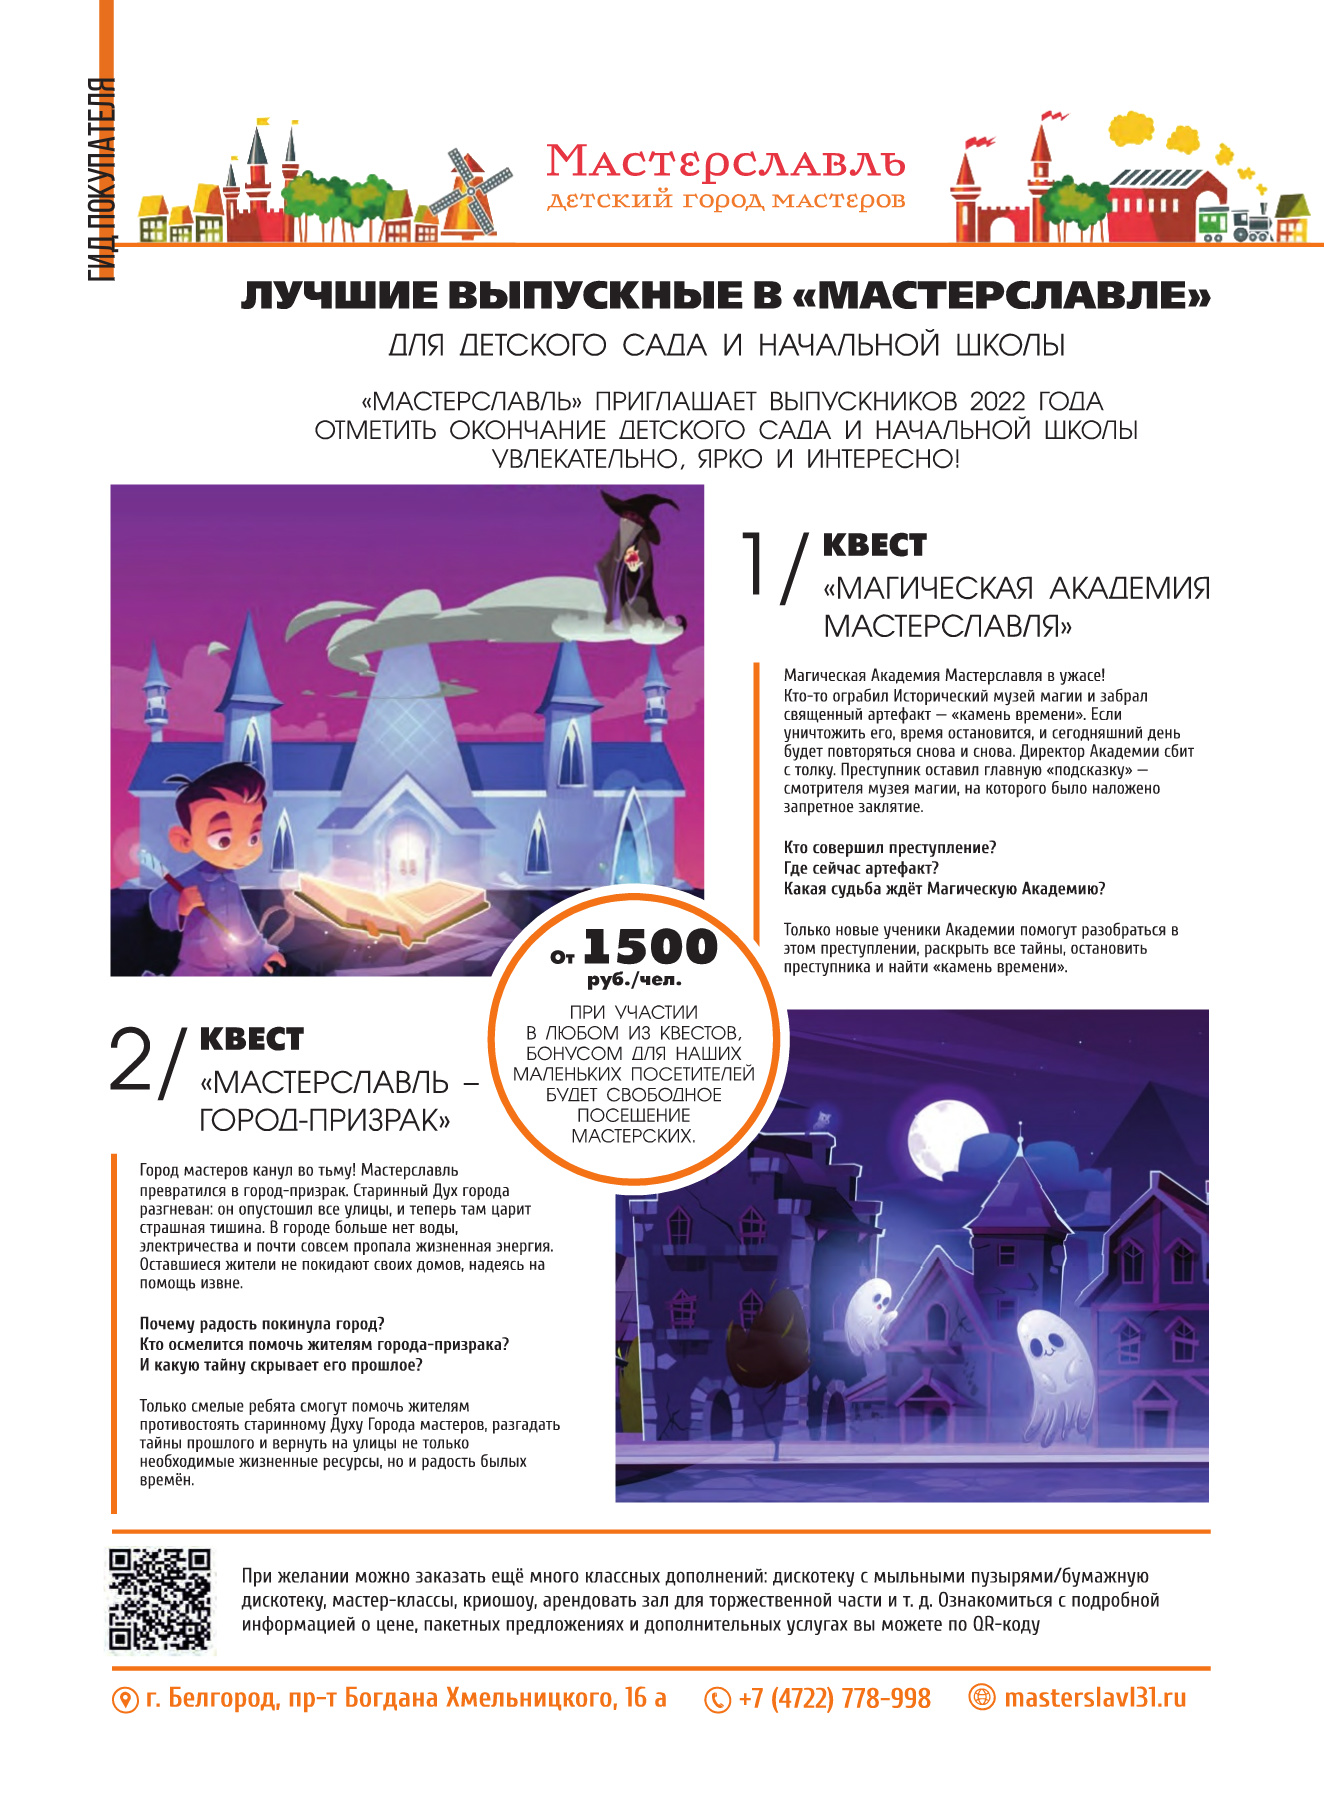 ГИД ПОКУПАТЕЛЯ
Мастерславль
детский город мастеров
ЛУЧШИЕ ВЫПУСКНЫЕ В «МАСТЕРСЛАВЛЕ»
ДЛЯ ДЕТСКОГО САДА И НАЧАЛЬНОЙ ШКОЛЫ
«МАСТЕРСЛАВЛЬ» ПРИГЛАШАЕТ ВЫПУСКНИКОВ 2022 ГОДА
ОТМЕТИТЬ ОКОНЧАНИЕ ДЕТСКОГО САДА И НАЧАЛЬНОЙ ШКОЛЫ
УВЛЕКАТЕЛЬНО, ЯРКО И ИНТЕРЕСНО!
1/ КВЕСТ
«МАГИЧЕСКАЯ АКАДЕМИЯ
МАСТЕРСЛАВЛЯ»
Магическая Академия Мастерславля в ужасе!
Кто-то ограбил Исторический музей магии и забрал
священный артефакт — «камень времени». Если
уничтожить его, время остановится, и сегодняшний день
будет повторяться снова и снова. Директор Академии сбит
с толку. Преступник оставил главную «подсказку» —
смотрителя музея магии, на которого было наложено
запретное заклятие.
Кто совершил преступление?
Где сейчас артефакт?
Какая судьба ждёт Магическую Академию?
Только новые ученики Академии помогут разобраться в
этом преступлении, раскрыть все тайны, остановить
преступника и найти «камень времени».
От 1500
руб./чел.
ПРИ УЧАСТИИ
В ЛЮБОМ ИЗ КВЕСТОВ,
БОНУСОМ ДЛЯ НАШИХ
МАЛЕНЬКИХ ПОСЕТИТЕЛЕЙ
БУДЕТ СВОБОДНОЕ
ПОСЕШЕНИЕ
МАСТЕРСКИХ.
2/ КВЕСТ
«МАСТЕРСЛАВЛЬ –
ГОРОД-ПРИЗРАК»
Город мастеров канул во тьму! Мастерславль
превратился в город-призрак. Старинный Дух города
разгневан: он опустошил все улицы, и теперь там царит
страшная тишина. В городе больше нет воды,
электричества и почти совсем пропала жизненная энергия.
Оставшиеся жители не покидают своих домов, надеясь на
помощь извне.
Почему радость покинула город?
Кто осмелится помочь жителям города-призрака?
И какую тайну скрывает его прошлое?
Только смелые ребята смогут помочь жителям
противостоять старинному Духу Города мастеров, разгадать
тайны прошлого и вернуть на улицы не только
необходимые жизненные ресурсы, но и радость былых
времён.
При желании можно заказать ещё много классных дополнений: дискотеку с мыльными пузырями/бумажную
дискотеку, мастер-классы, криошоу, арендовать зал для торжественной части и т. д. Ознакомиться с подробной
информацией о цене, пакетных предложениях и дополнительных услугах вы можете по QR-коду
г. Белгород, пр-т Богдана Хмельницкого, 16 а
+7 (4722) 778-998
masterslavl31.ru